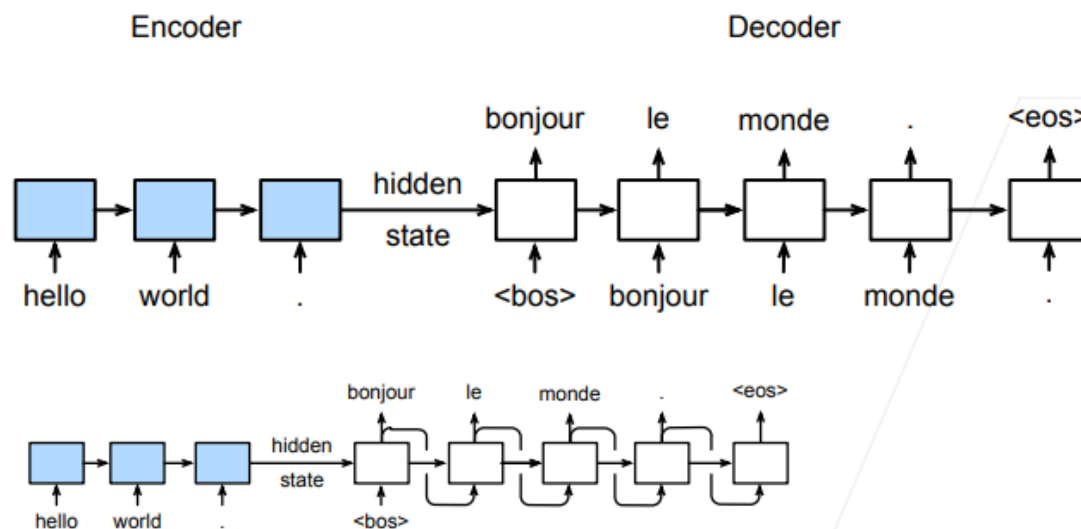 Encoder Decoder
bonjour le monde . <eos>
hidden
state
hello world . <bos> bonjour le monde .
bonjour le monde . <eos>
hidden
state
hello world . <bos>